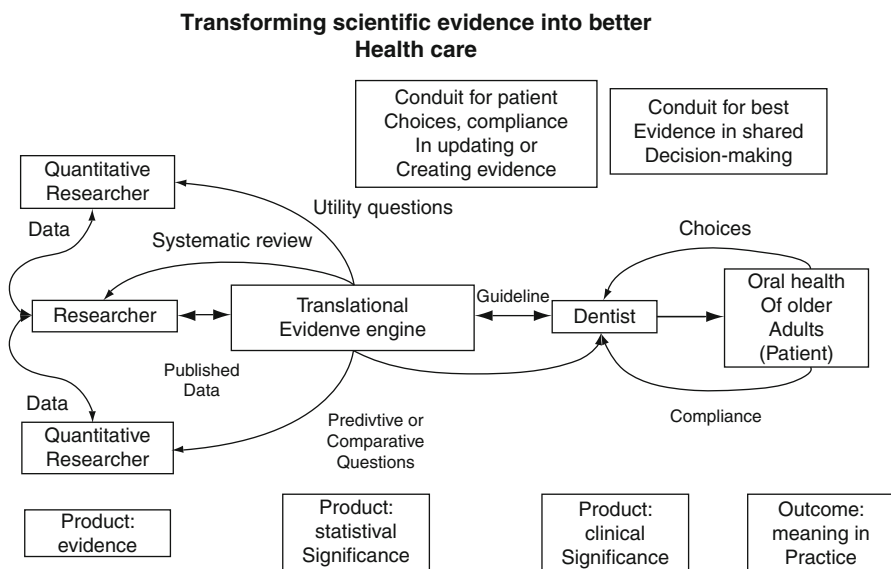 Transforming scientific evidence into better
Health care
Conduit for patient
Choices, compliance
In updating or
Creating evidence
Conduit for best
Evidence in shared
Decision-making
Quantitative
Researcher
Utility questions
Data
Systematic review
Choices
Researcher
Translational
Evidenve engine
Guideline
Dentist
Oral health
Of older
Adults
(Patient)
Published
Data
Data
Predivtive or
Comparative
Questions
Compliance
Quantitative
Researcher
Product:
evidence
Product:
statistival
Significance
Product:
clinical
Significance
Outcome:
meaning in
Practice